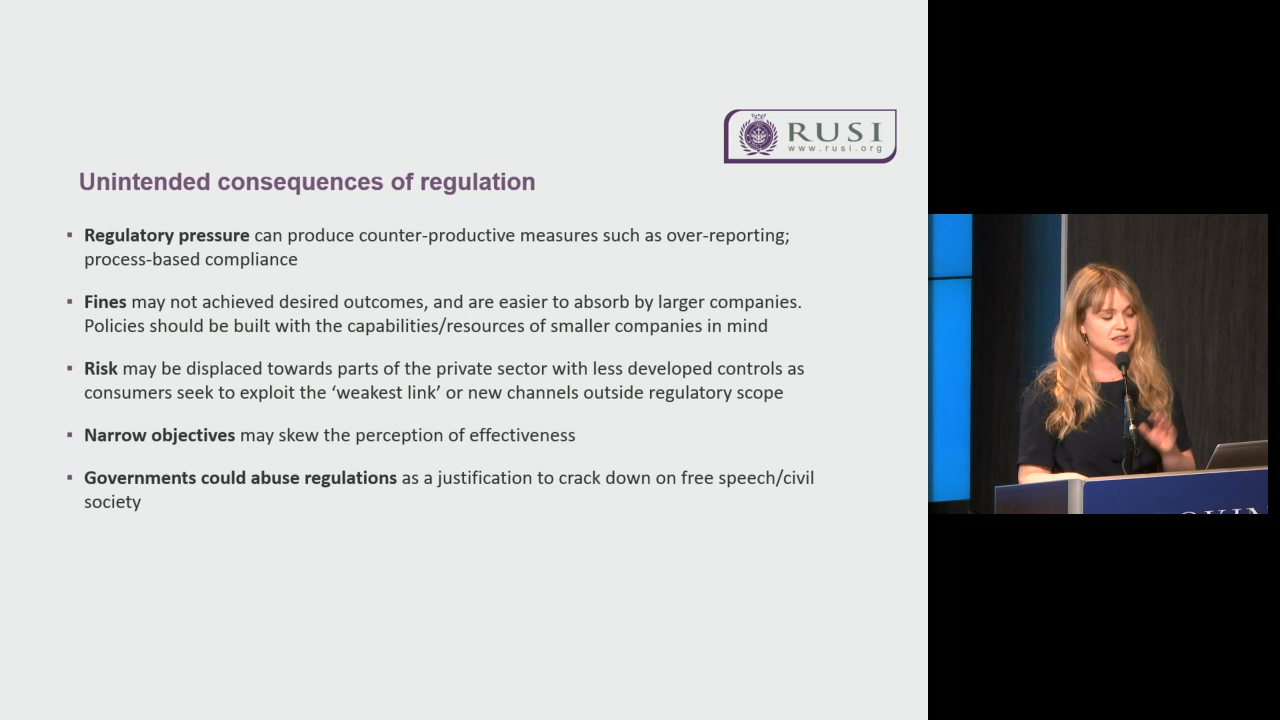 RUSI
www.rusi.org
Unintended consequences of regulation
▪ Regulatory pressure can produce counter-productive measures such as over-reporting;
process-based compliance
▪ Fines may not achieved desired outcomes, and are easier to absorb by larger companies.
Policies should be built with the capabilities/resources of smaller companies in mind
▪ Risk may be displaced towards parts of the private sector with less developed controls as
consumers seek to exploit the ‘weakest link’ or new channels outside regulatory scope
▪ Narrow objectives may skew the perception of effectiveness
▪ Governments could abuse regulations as a justification to crack down on free speech/civil
society